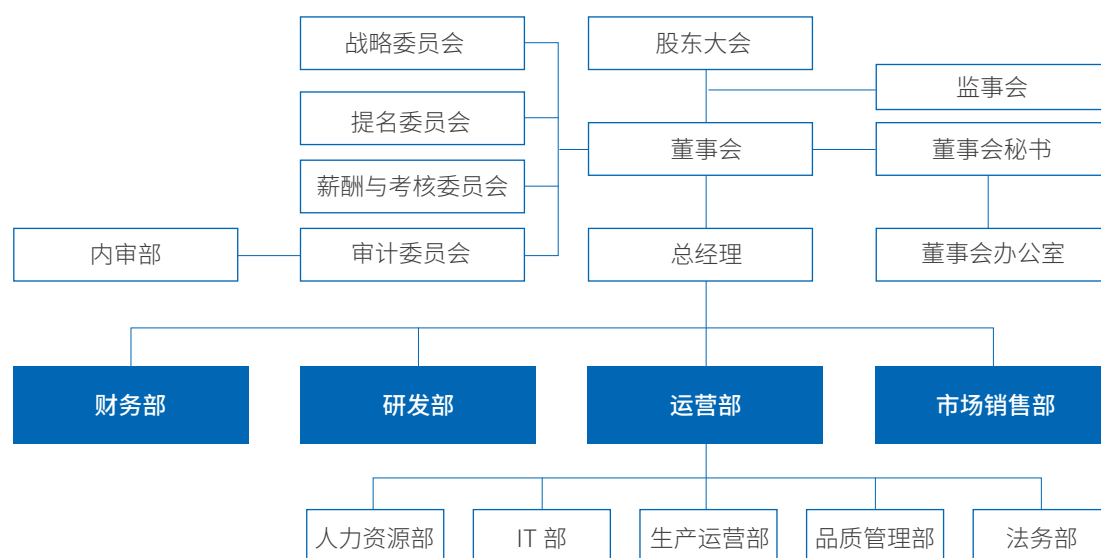 战略委员会
股东大会
监事会
提名委员会
董事会
董事会秘书
薪酬与考核委员会
内审部
审计委员会
总经理
董事会办公室
财务部
研发部
运营部
市场销售部
人力资源部
IT 部
生产运营部
品质管理部
法务部